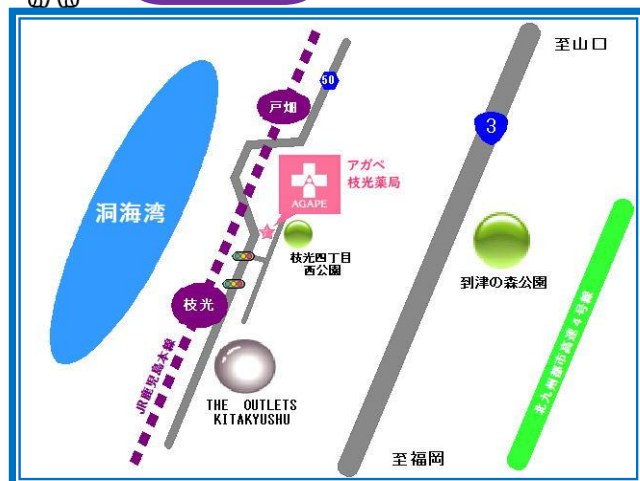 至山口
50
戸畑
3
アガペ
枝光薬局
A
AGAPE
洞海湾
枝光四丁目
西公園
到津の森公園
枝光
北九州都市高速4号線
JR鹿児島本線
THE OUTLETS
KITAKYUSHU
至福岡